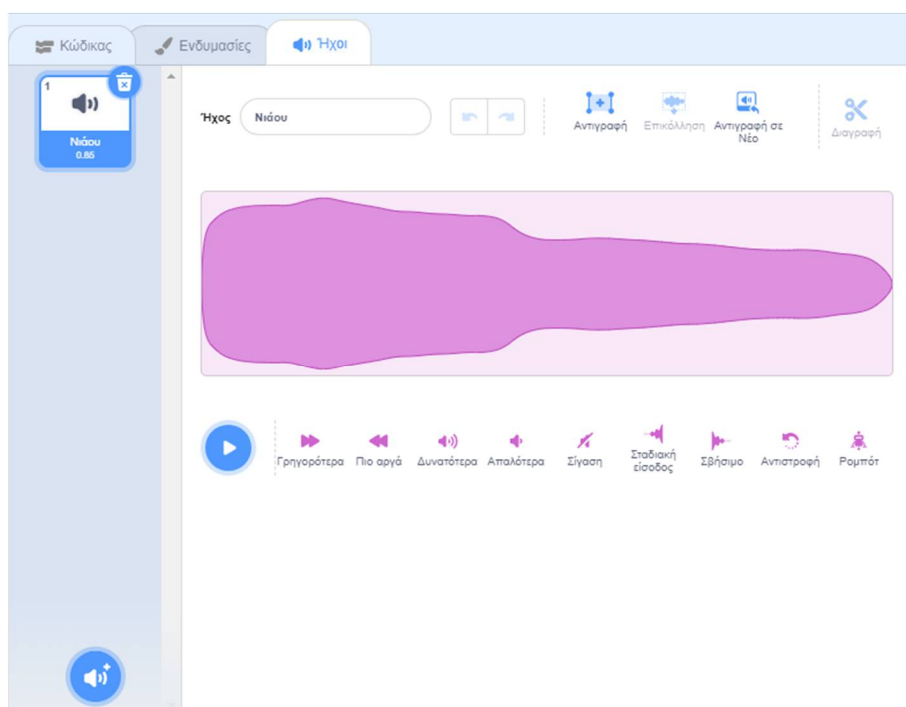 Κώδικας Ενδυμασίες Ήχοι
1
Νιάου
0.85
Ήχος Νιάου
Αντιγραφή Επικόλληση Αντιγραφή σε
Νέο
Διαγραφή
Γρηγορότερα Πιο αργά Δυνατότερα Απαλότερα Σίγαση Σταδιακή
είσοδος Σβήσιμο Αντιστροφή Ρομπότ